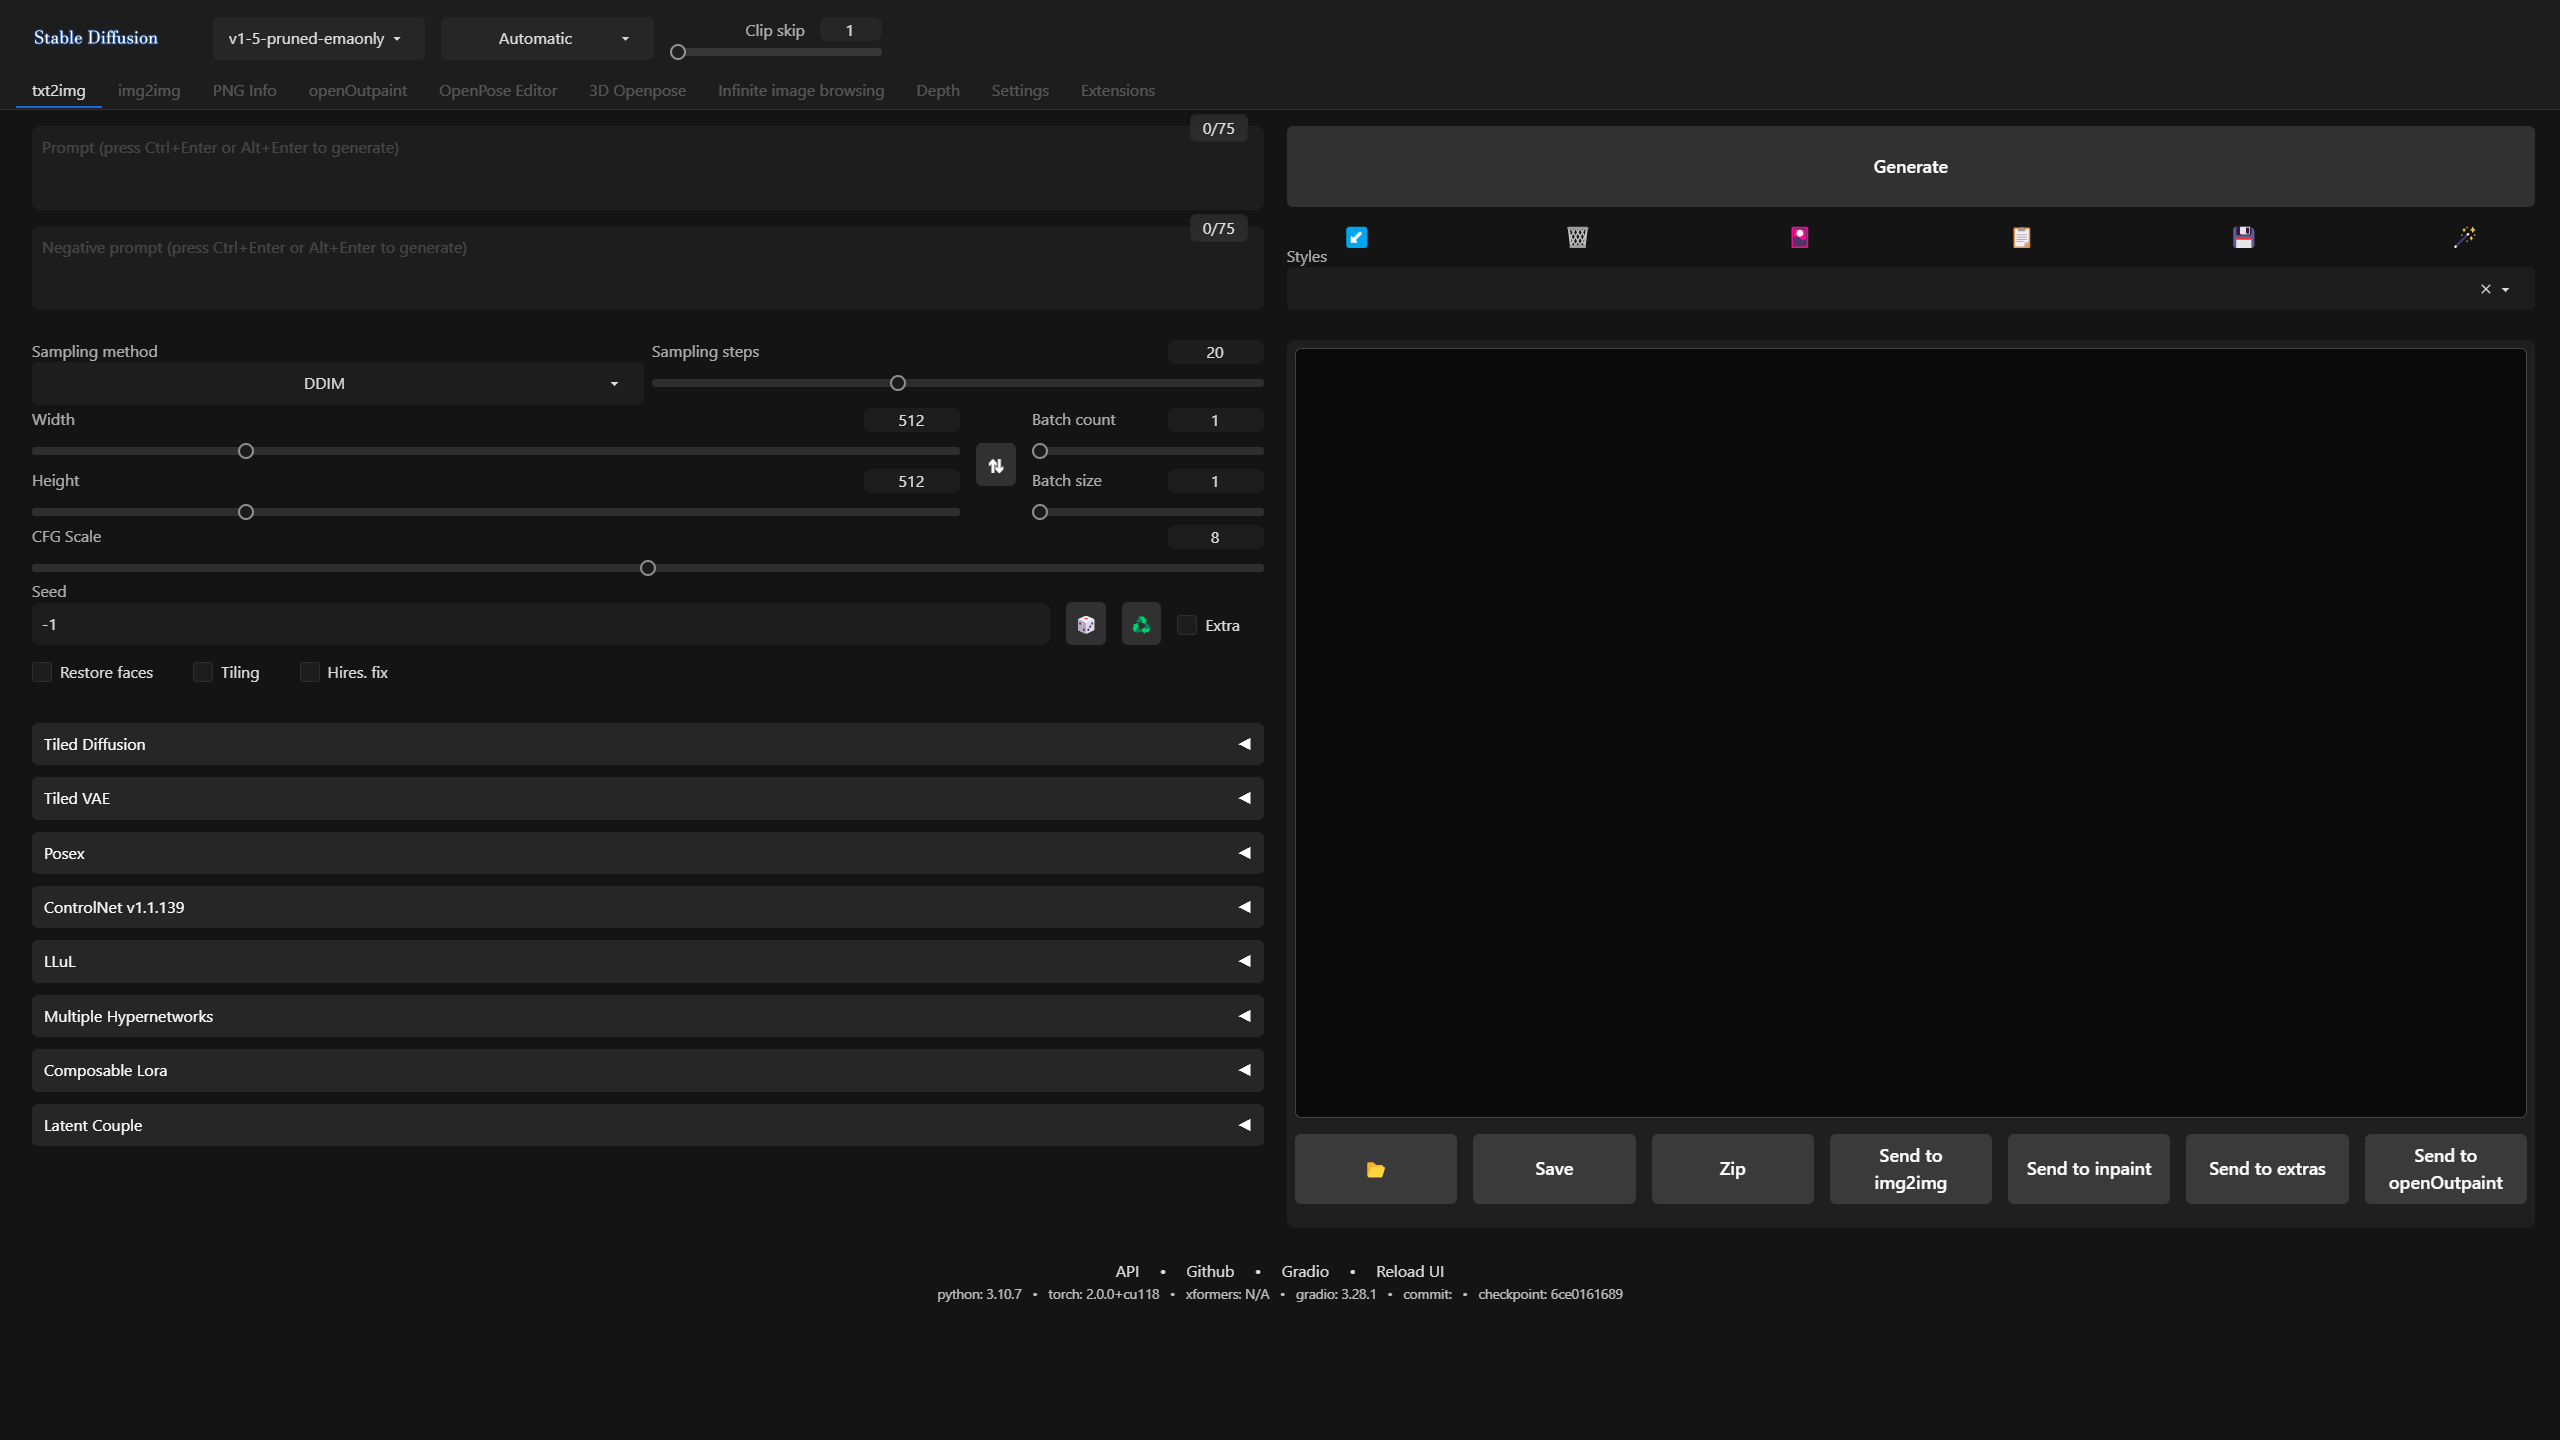 Stable Diffusion
v1-5-pruned-emaonly
Automatic
Clip skip
1
txt2img
img2img
PNG Info
openOutpaint
OpenPose Editor
3D Openpose
Infinite image browsing
Depth
Settings
Extensions
0/75
Prompt (press Ctrl+Enter or Alt+Enter to generate)
0/75
Negative prompt (press Ctrl+Enter or Alt+Enter to generate)
Generate
Styles
Sampling method
DDIM
Sampling steps
20
Width
512
Height
512
Batch count
1
Batch size
1
CFG Scale
8
Seed
-1
Extra
Restore faces
Tiling
Hires. fix
Tiled Diffusion
Tiled VAE
Posex
ControlNet v1.1.139
LLuL
Multiple Hypernetworks
Composable Lora
Latent Couple
Save
Zip
Send to
img2img
Send to inpaint
Send to extras
Send to
openOutpaint
API • Github • Gradio • Reload UI
python: 3.10.7 • torch: 2.0.0+cu118 • xformers: N/A • gradio: 3.28.1 • commit: • checkpoint: 6ce0161689